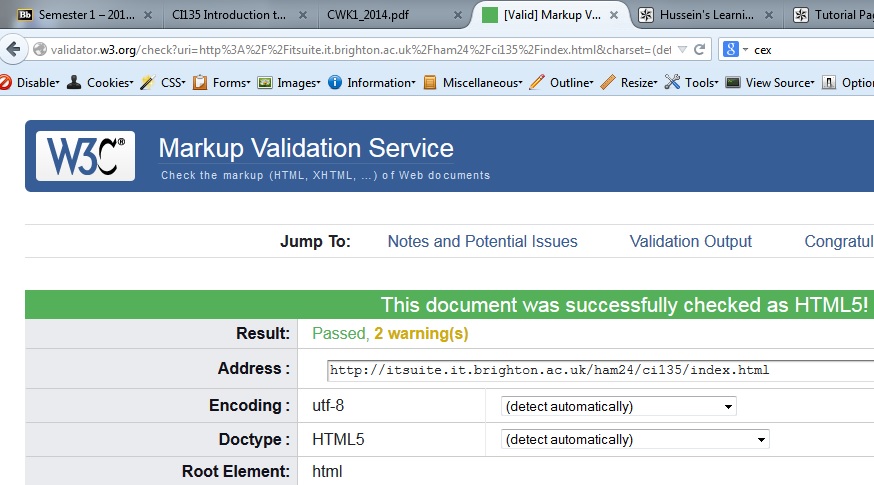 Bb Semester 1 – 201... CI135 Introduction t... CWK1_2014.pdf [Valid] Markup V... Hussein's Learni... Tutorial Pa
validator.w3.org/check?uri=http%3A%2F%2Fitsuite.it.brighton.ac.uk%2Fham24%2Fci135%2Findex.html&charset=(det 8 cex
Disable Cookies CSS Forms Images Information Miscellaneous Outline Resize Tools View Source Optio
W3C® Markup Validation Service
Check the markup (HTML, XHTML, ...) of Web documents
Jump To: Notes and Potential Issues Validation Output Congratul
This document was successfully checked as HTML5!
Result: Passed, 2 warning(s)
Address : http://itsuite.it.brighton.ac.uk/ham24/ci135/index.html
Encoding : utf-8 (detect automatically)
Doctype : HTML5 (detect automatically)
Root Element: html